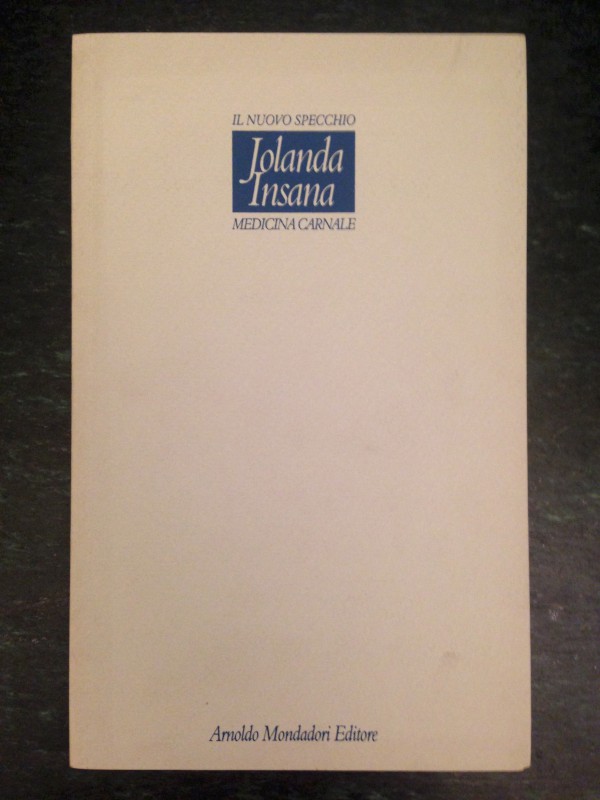 IL NUOVO SPECCHIO
Jolanda
Insana
MEDICINA CARNALE
Arnoldo Mondadori Editore